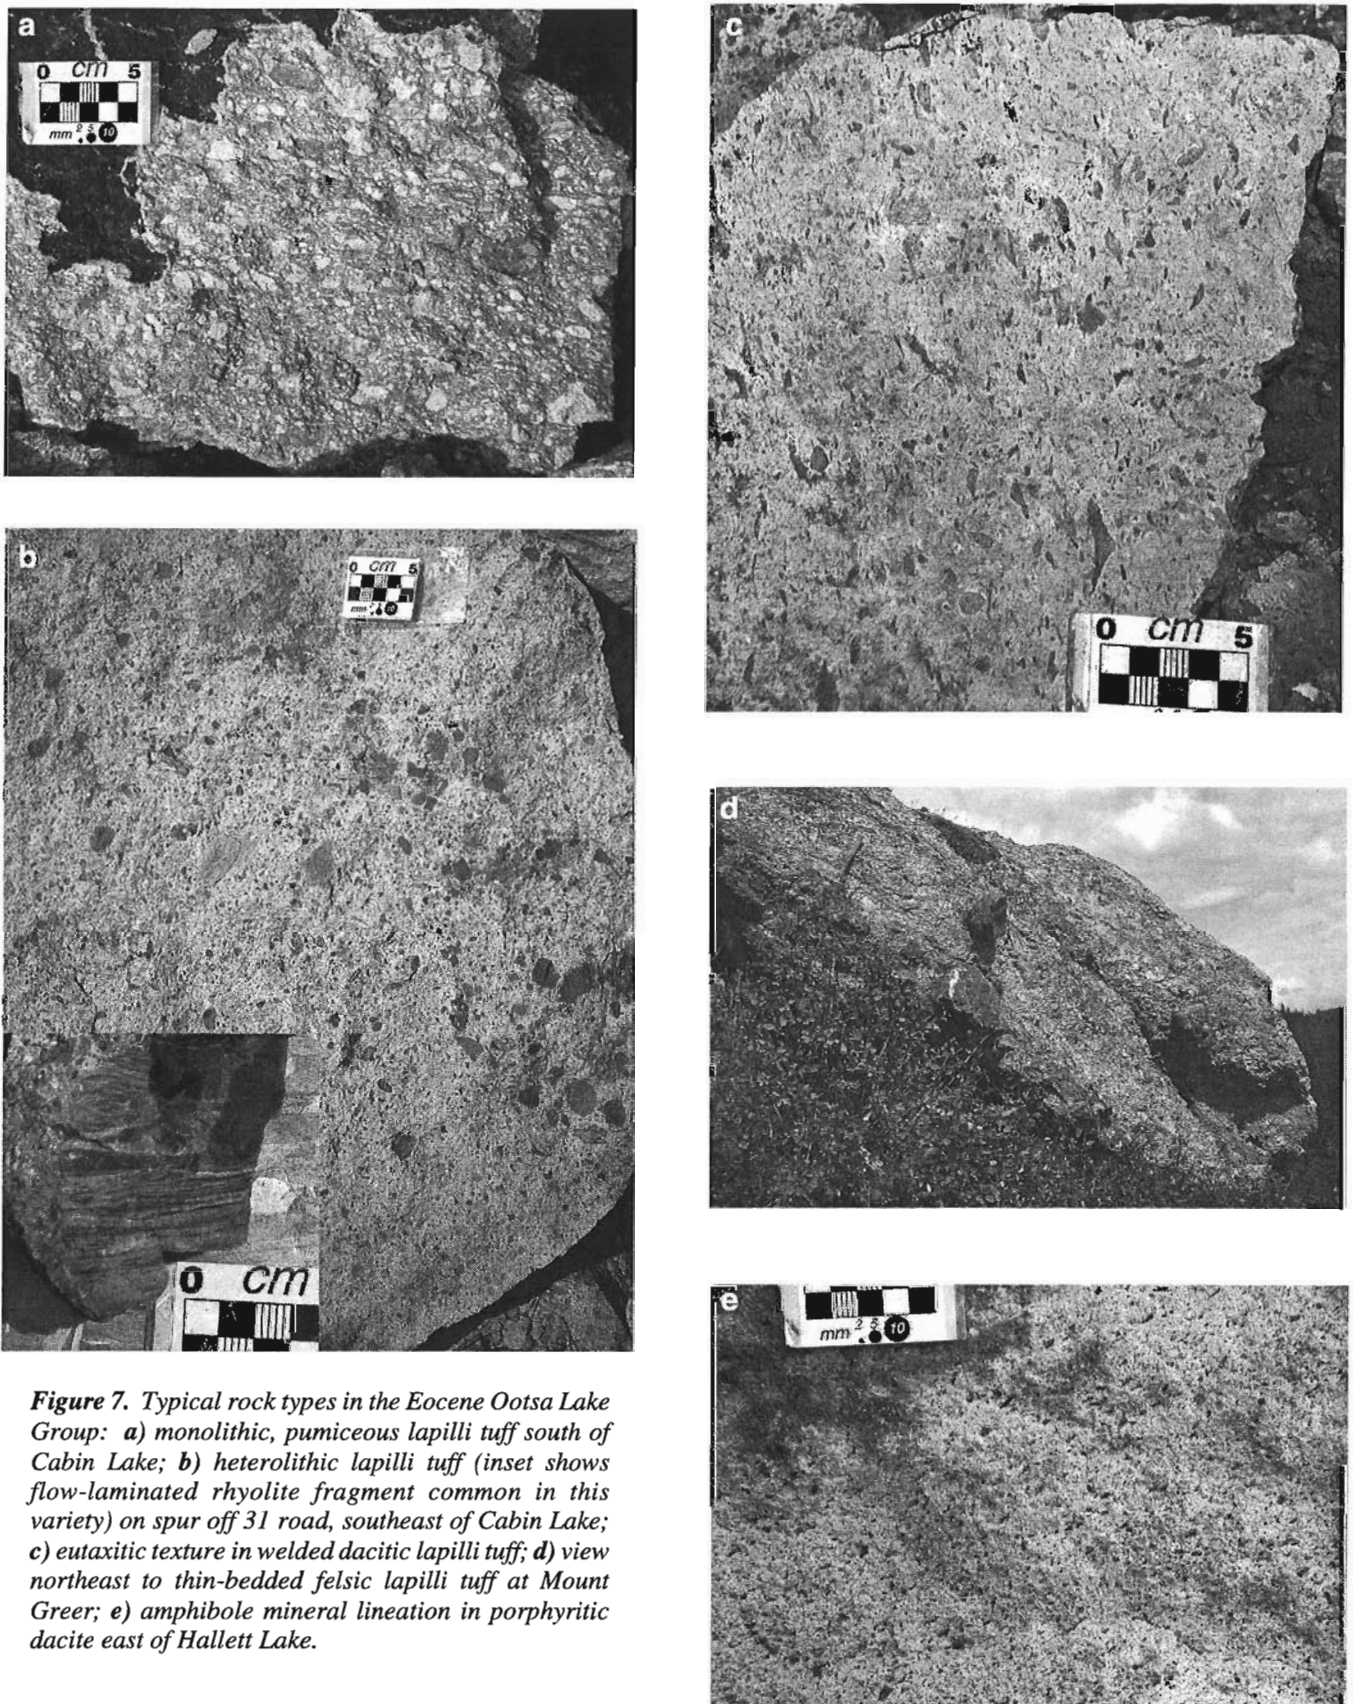 a
0 cm 5
mm 2 5 10
b
0 cm 5
mm 10
0 cm
c
0 cm 5
d
e
mm 2 5 10
Figure 7. Typical rock types in the Eocene Ootsa Lake
Group: a) monolithic, pumiceous lapilli tuff south of
Cabin Lake; b) heterolithic lapilli tuff (inset shows
flow-laminated rhyolite fragment common in this
variety) on spur off 31 road, southeast of Cabin Lake;
c) eutaxitic texture in welded dacitic lapilli tuff; d) view
northeast to thin-bedded felsic lapilli tuff at Mount
Greer; e) amphibole mineral lineation in porphyritic
dacite east of Hallett Lake.